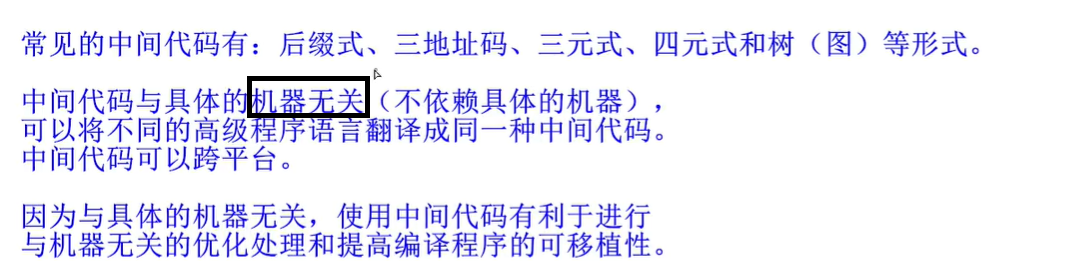 常见的中间代码有：后缀式、三地址码、三元式、四元式和树（图）等形式。
中间代码与具体的机器无关（不依赖具体的机器），
可以将不同的高级程序语言翻译成同一种中间代码。
中间代码可以跨平台。
因为与具体的机器无关，使用中间代码有利于进行
与机器无关的优化处理和提高编译程序的可移植性。